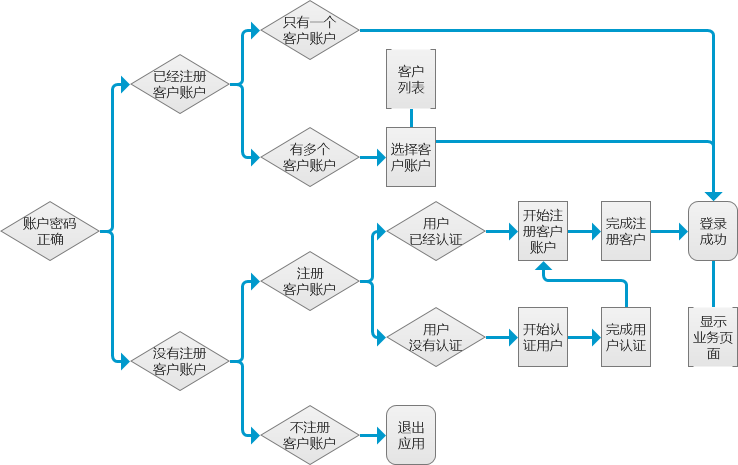 只有一个
客户账户
已经注册
客户账户
客户
列表
有多个
客户账户
选择客
户账户
账户密码
正确
用户
已经认证
开始注
册客户
账户
完成注
册客户
登录
成功
注册
客户账户
用户
没有认证
开始认
证用户
完成用
户认证
显示
业务页
面
没有注册
客户账户
不注册
客户账户
退出
应用